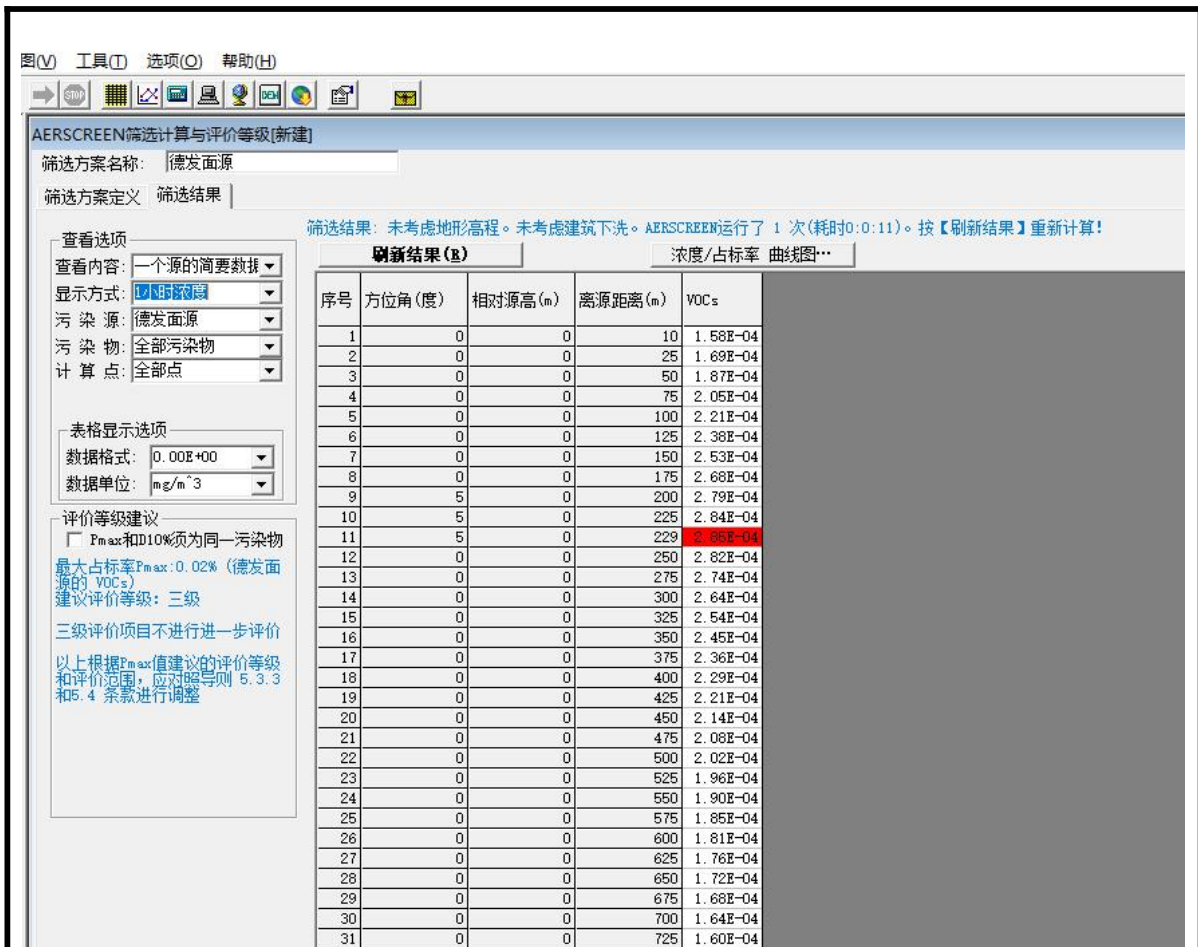 图(V) 工具(T) 选项(O) 帮助(H)
STOP DEM
AERSCREEN筛选计算与评价等级[新建]
筛选方案名称: 德发面源
筛选方案定义 筛选结果
筛选结果: 未考虑地形高程。未考虑建筑下洗。AERSCREEN运行了 1 次(耗时0:0:11)。按【刷新结果】重新计算!
刷新结果(R) 浓度/占标率 曲线图…
查看选项
查看内容: 一个源的简要数据
显示方式: 1小时浓度
污 染 源: 德发面源
污 染 物: 全部污染物
计 算 点: 全部点
表格显示选项
数据格式: 0.00E+00
数据单位: mg/m^3
评价等级建议
Pmax和D10%须为同一污染物
最大占标率Pmax:0.02% (德发面
源的 VOCs)
建议评价等级: 三级
三级评价项目不进行进一步评价
以上根据Pmax值建议的评价等级
和评价范围,应对照导则 5.3.3
和5.4 条款进行调整
序号 方位角(度) 相对源高(m) 离源距离(m) VOCs
1 0 0 10 1.58E-04
2 0 0 25 1.69E-04
3 0 0 50 1.87E-04
4 0 0 75 2.05E-04
5 0 0 100 2.21E-04
6 0 0 125 2.38E-04
7 0 0 150 2.53E-04
8 0 0 175 2.68E-04
9 5 0 200 2.79E-04
10 5 0 225 2.84E-04
11 5 0 229
12 0 0 250 2.82E-04
13 0 0 275 2.74E-04
14 0 0 300 2.64E-04
15 0 0 325 2.54E-04
16 0 0 350 2.45E-04
17 0 0 375 2.36E-04
18 0 0 400 2.29E-04
19 0 0 425 2.21E-04
20 0 0 450 2.14E-04
21 0 0 475 2.08E-04
22 0 0 500 2.02E-04
23 0 0 525 1.96E-04
24 0 0 550 1.90E-04
25 0 0 575 1.85E-04
26 0 0 600 1.81E-04
27 0 0 625 1.76E-04
28 0 0 650 1.72E-04
29 0 0 675 1.68E-04
30 0 0 700 1.64E-04
31 0 0 725 1.60E-04